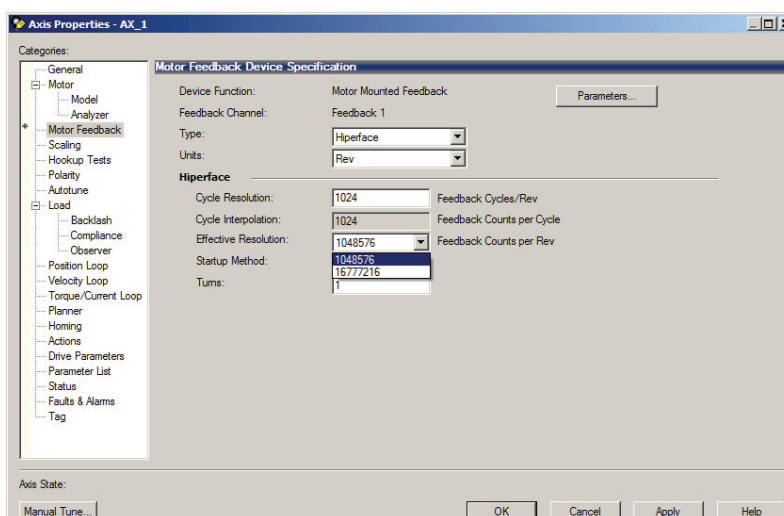 Axis Properties - AX_1
Categories:
General
Motor
Model
Analyzer
* Motor Feedback
Scaling
Hookup Tests
Polarity
Autotune
Load
Backlash
Compliance
Observer
Position Loop
Velocity Loop
Torque/Current Loop
Planner
Homing
Actions
Drive Parameters
Parameter List
Status
Faults & Alarms
Tag
Motor Feedback Device Specification
Device Function: Motor Mounted Feedback Parameters...
Feedback Channel: Feedback 1
Type: Hiperface
Units: Rev
Hiperface
Cycle Resolution: 1024 Feedback Cycles/Rev
Cycle Interpolation: 1024 Feedback Counts per Cycle
Effective Resolution: 1048576 Feedback Counts per Rev
Startup Method: 1048576
16777216
Turns: 1
Axis State:
Manual Tune... OK Cancel Apply Help